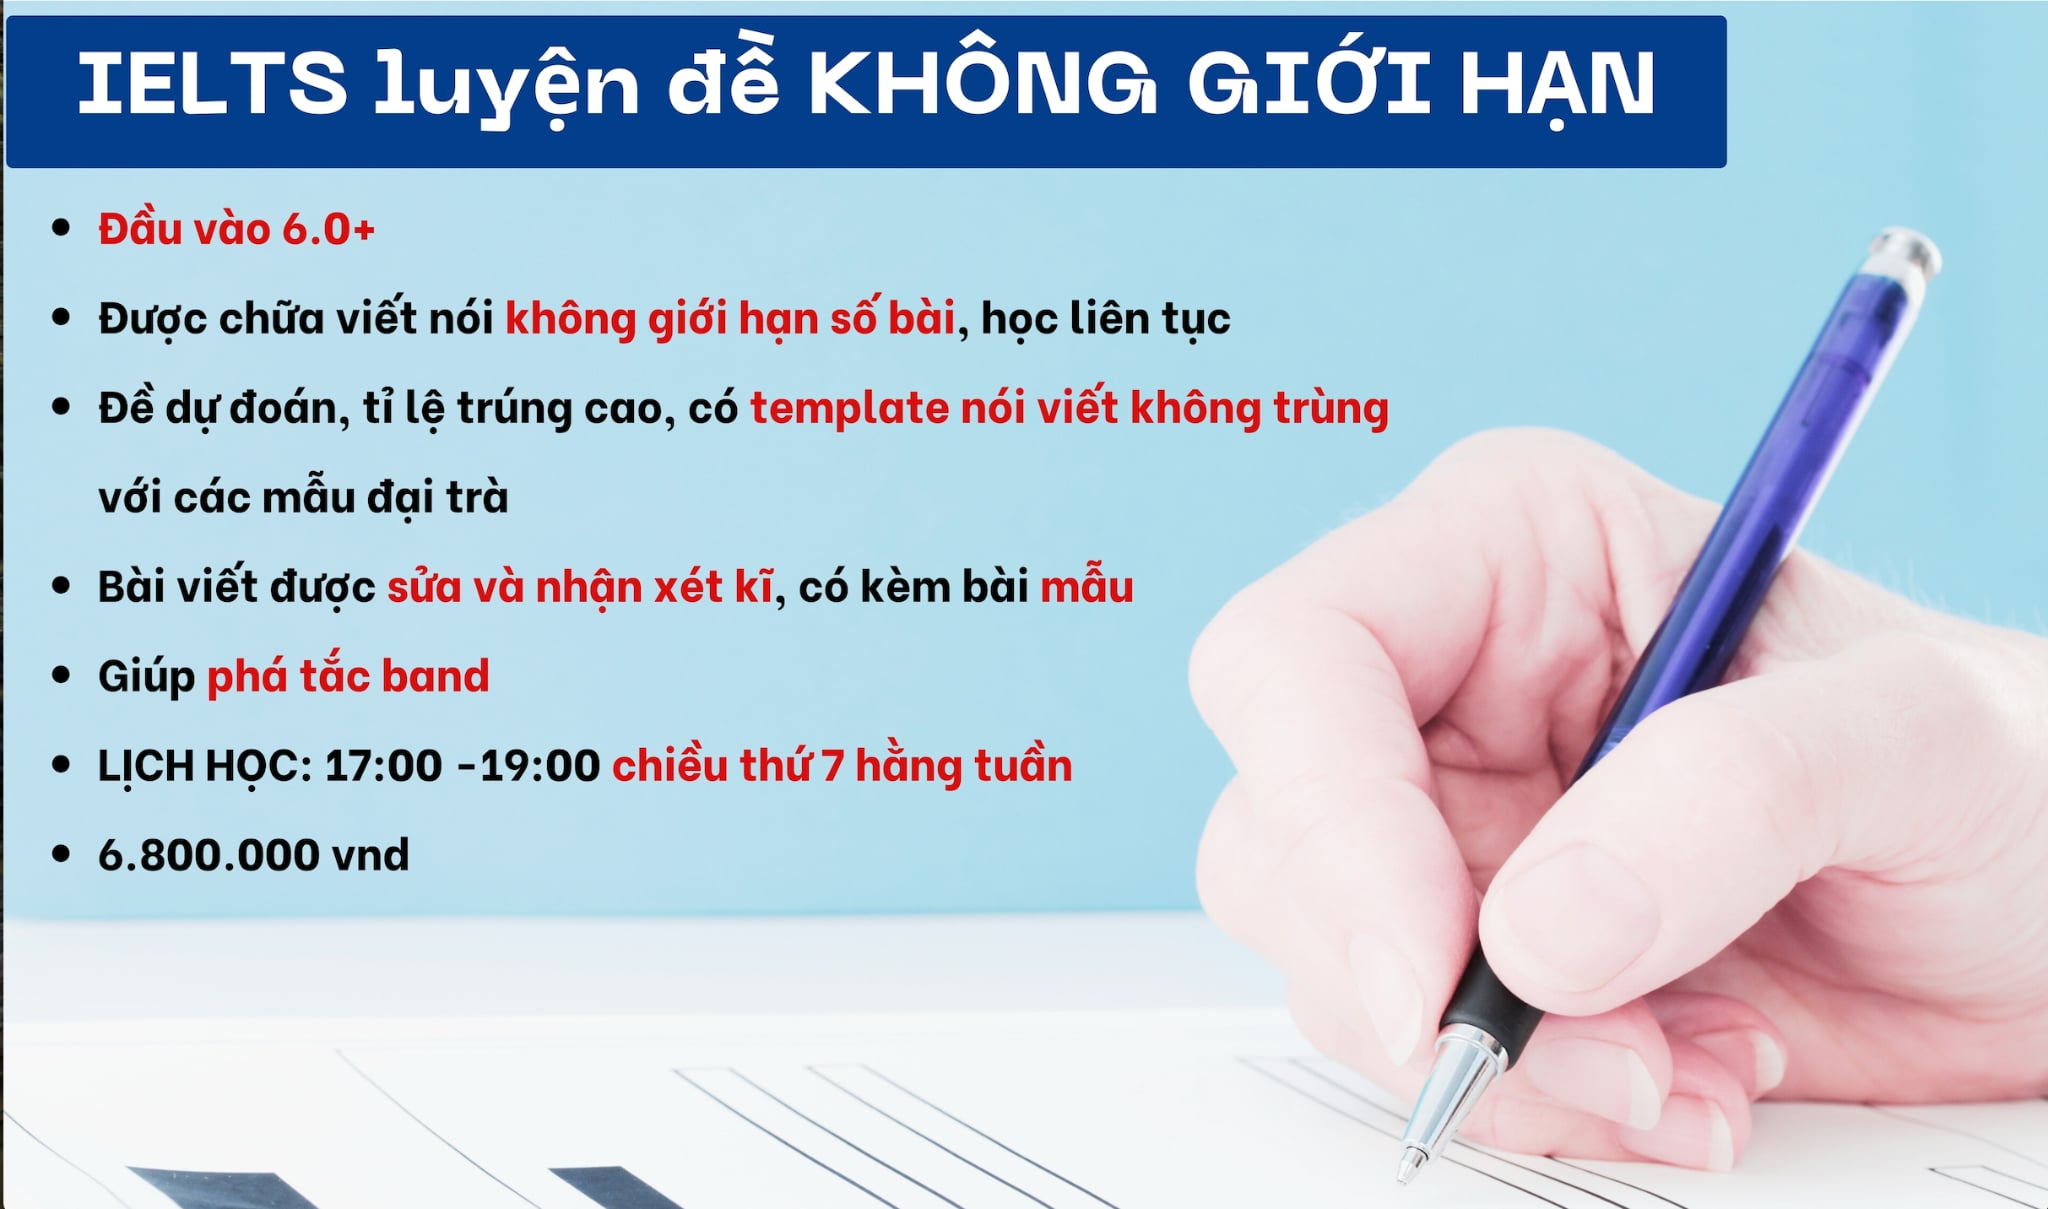 IELTS luyện đề KHÔNG GIỚI HẠN
• Đầu vào 6.0+
• Được chữa viết nói không giới hạn số bài, học liên tục
• Đề dự đoán, tỉ lệ trúng cao, có template nói viết không trùng
với các mẫu đại trà
• Bài viết được sửa và nhận xét kĩ, có kèm bài mẫu
• Giúp phá tắc band
• LỊCH HỌC: 17:00 -19:00 chiều thứ 7 hằng tuần
• 6.800.000 vnd